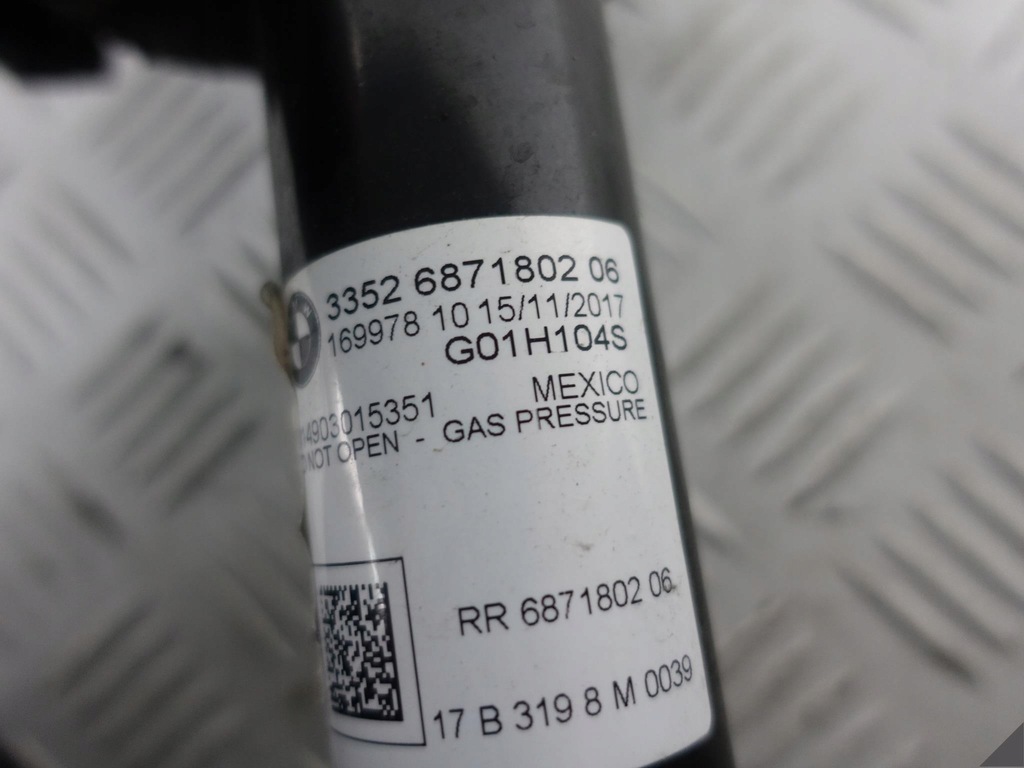 3352 6871802 06
169978 10 15/11/2017
G01H104S
MEXICO
4903015351
NOT OPEN - GAS PRESSURE
RR 6871802 06
17 B 319 8 M 0039